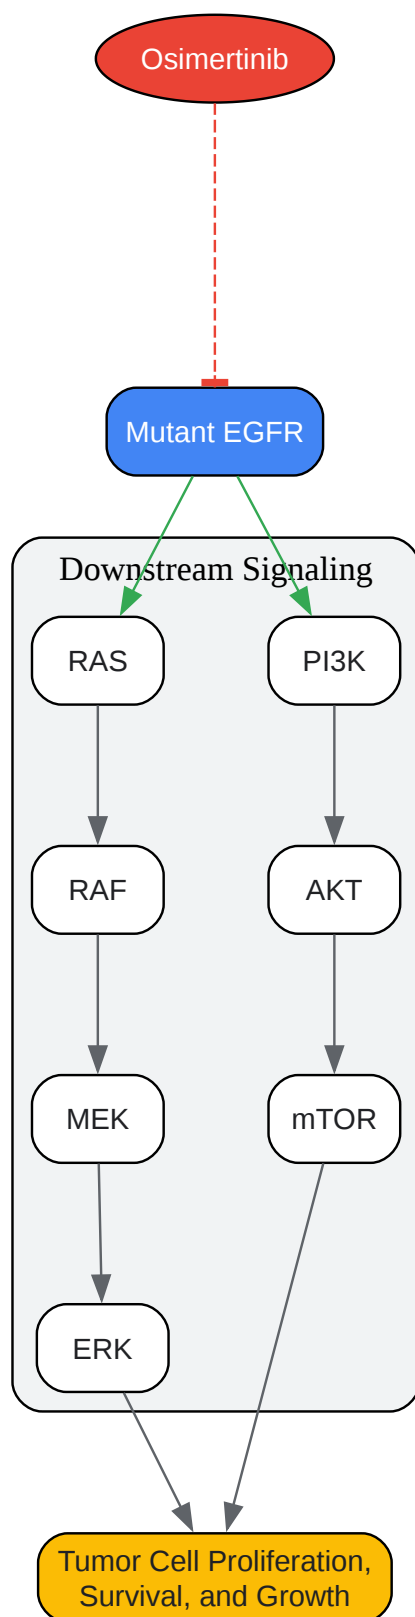 Osimertinib
Mutant EGFR
Downstream Signaling
RAS
PI3K
RAF
AKT
MEK
mTOR
ERK
Tumor Cell Proliferation,
Survival, and Growth